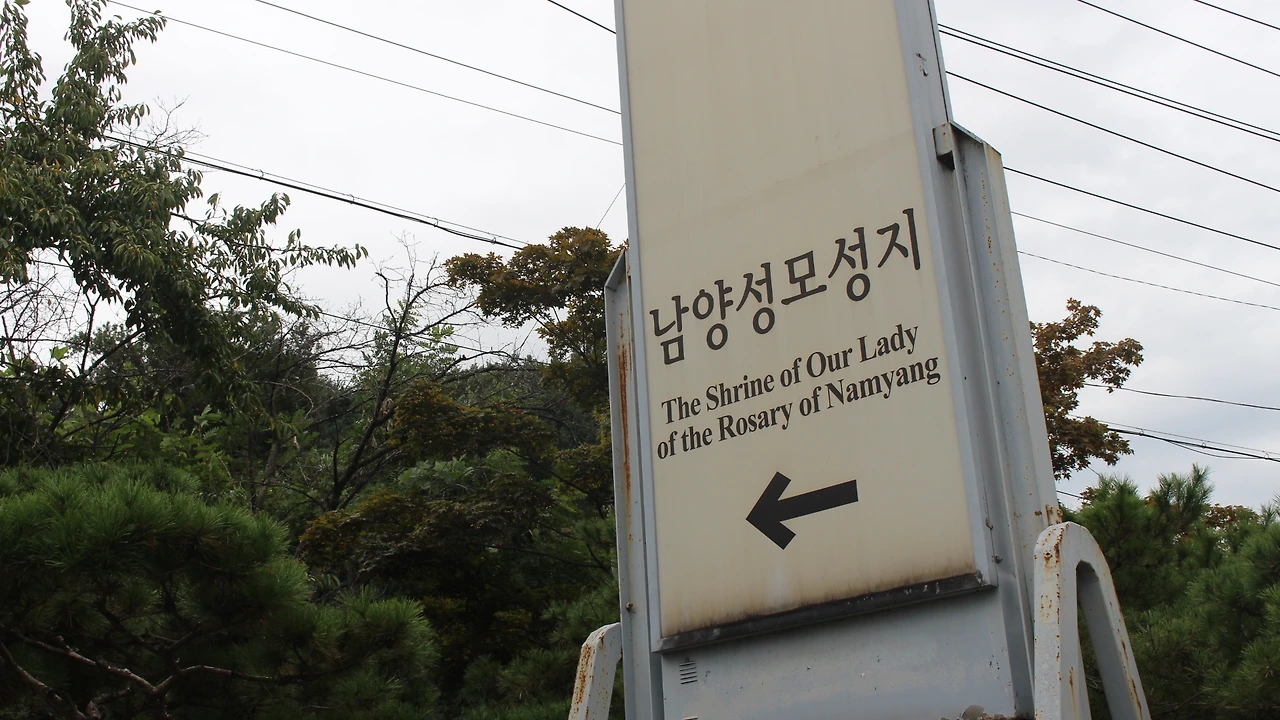 남양성모성지
The Shrine of Our Lady
of the Rosary of Namyang